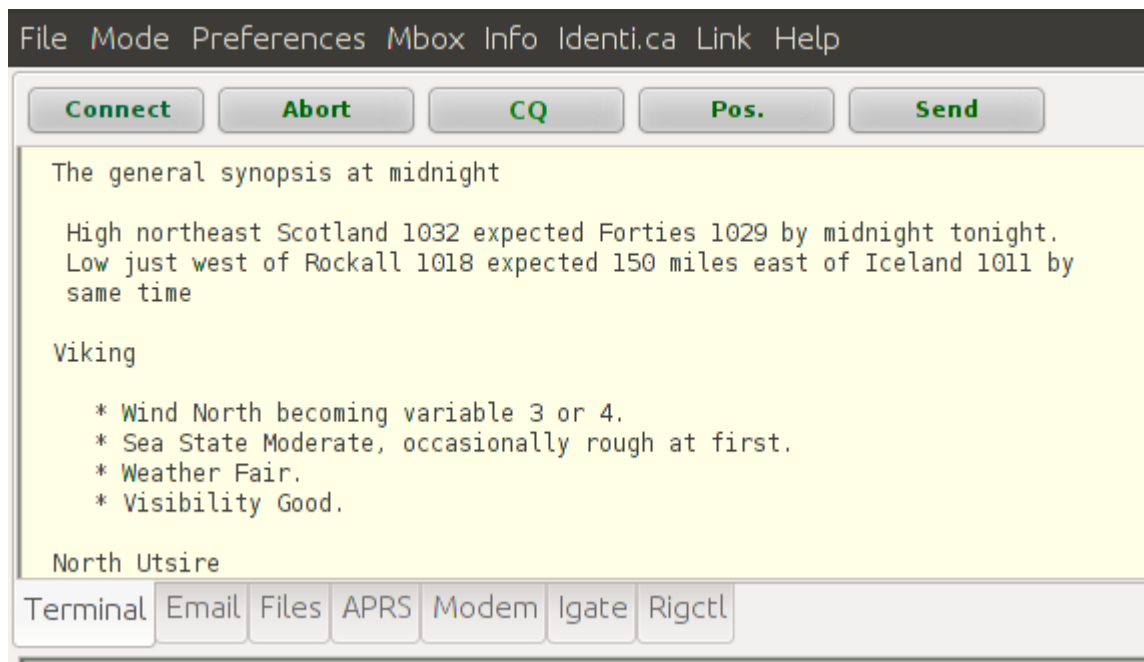 File Mode Preferences Mbox Info Identi.ca Link Help
Connect Abort CQ Pos. Send
The general synopsis at midnight
High northeast Scotland 1032 expected Forties 1029 by midnight tonight.
Low just west of Rockall 1018 expected 150 miles east of Iceland 1011 by
same time
Viking
* Wind North becoming variable 3 or 4.
* Sea State Moderate, occasionally rough at first.
* Weather Fair.
* Visibility Good.
North Utsire
Terminal Email Files APRS Modem Igate Rigctl